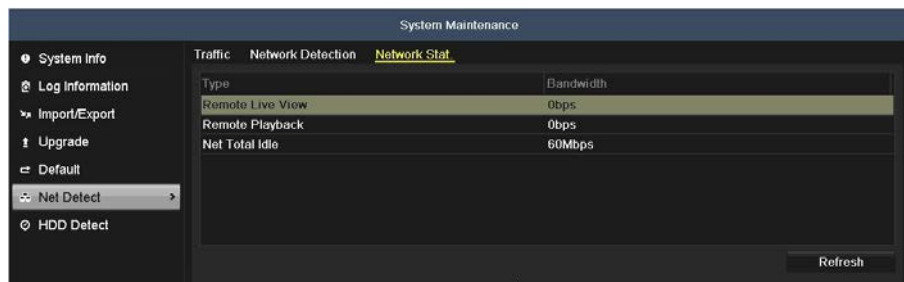 System Maintenance
System Info
Log Information
Import/Export
Upgrade
Default
Net Detect >
HDD Detect
Traffic Network Detection Network Stat.
Type Bandwidth
Remote Live View 0bps
Remote Playback 0bps
Net Total Idle 60Mbps
Refresh